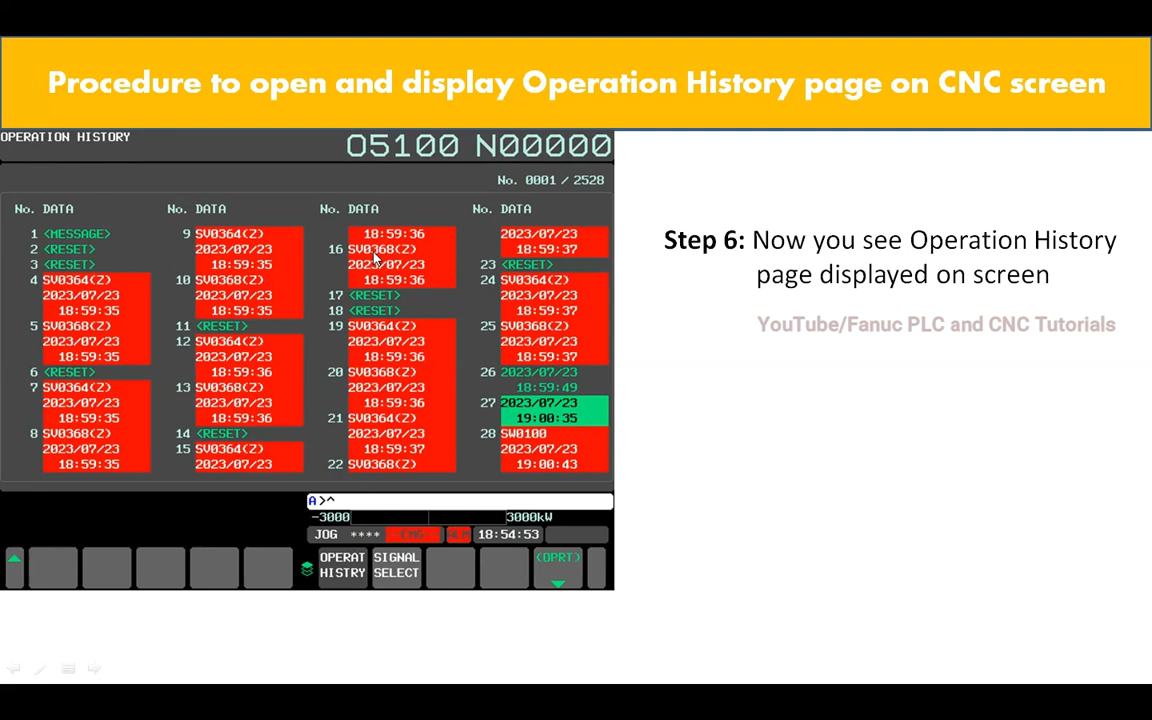 Procedure to open and display Operation History page on CNC screen
OPERATION HISTORY
O5100 N00000
No. 0001 / 2528
No. DATA
1 <MESSAGE>
2 <RESET>
3 <RESET>
4 SV0364(Z)
2023/07/23
18:59:35
5 SV0368(Z)
2023/07/23
18:59:35
6 <RESET>
7 SV0364(Z)
2023/07/23
18:59:35
8 SV0368(Z)
2023/07/23
18:59:35
No. DATA
9 SV0364(Z)
2023/07/23
18:59:35
10 SV0368(Z)
2023/07/23
18:59:35
11 <RESET>
12 SV0364(Z)
2023/07/23
18:59:36
13 SV0368(Z)
2023/07/23
18:59:36
14 <RESET>
15 SV0364(Z)
2023/07/23
No. DATA
18:59:36
16 SV0368(Z)
2023/07/23
18:59:36
17 <RESET>
18 <RESET>
19 SV0364(Z)
2023/07/23
18:59:36
20 SV0368(Z)
2023/07/23
18:59:36
21 SV0364(Z)
2023/07/23
18:59:37
22 SV0368(Z)
No. DATA
2023/07/23
18:59:37
23 <RESET>
24 SV0364(Z)
2023/07/23
18:59:37
25 SV0368(Z)
2023/07/23
18:59:37
26 2023/07/23
18:59:49
27 2023/07/23
19:00:35
28 SW0100
2023/07/23
19:00:43
A>^
-3000 3000kW
JOG **** -EMG- ALM 18:54:53
OPERAT HISTRY
SIGNAL SELECT
(OPRT)
Step 6: Now you see Operation History
page displayed on screen
YouTube/Fanuc PLC and CNC Tutorials